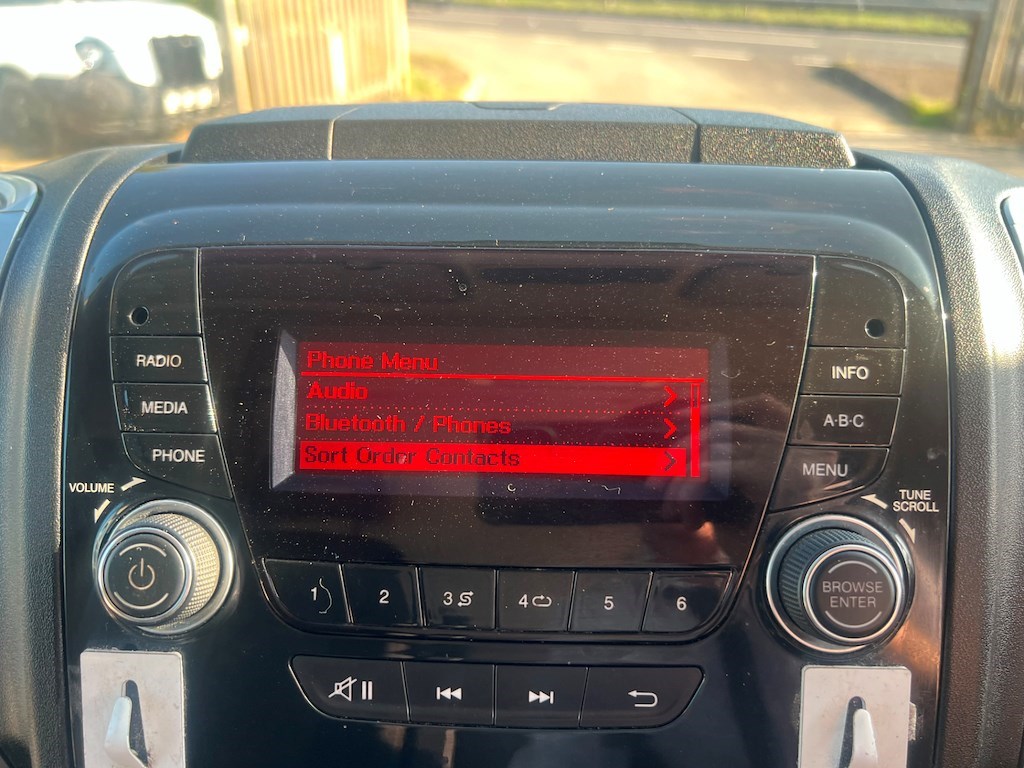 RADIO
MEDIA
PHONE
VOLUME
Phone Menu
Audio
Bluetooth / Phones
Sort Order Contacts
INFO
A·B·C
MENU
TUNE
SCROLL
BROWSE
ENTER
1
2
3
4
5
6